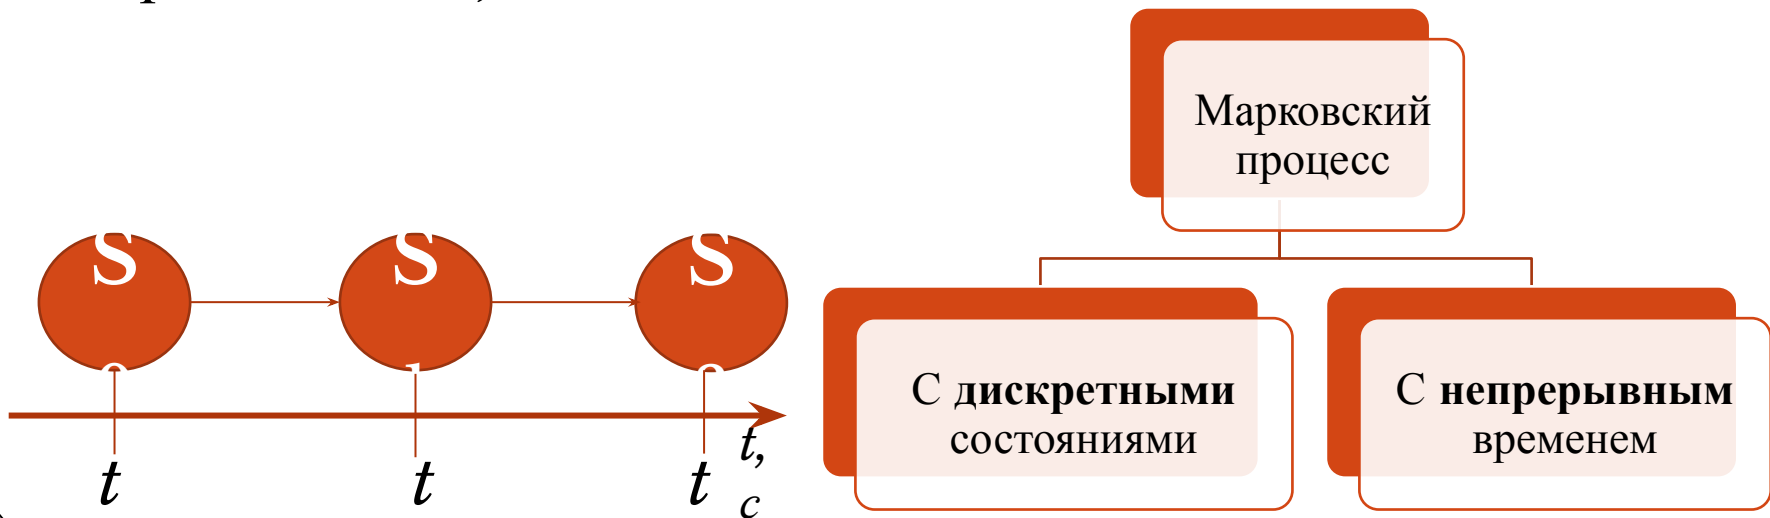 S S S
t t t
t,
c
Марковский
процесс
С дискретными
состояниями
С непрерывным
временем